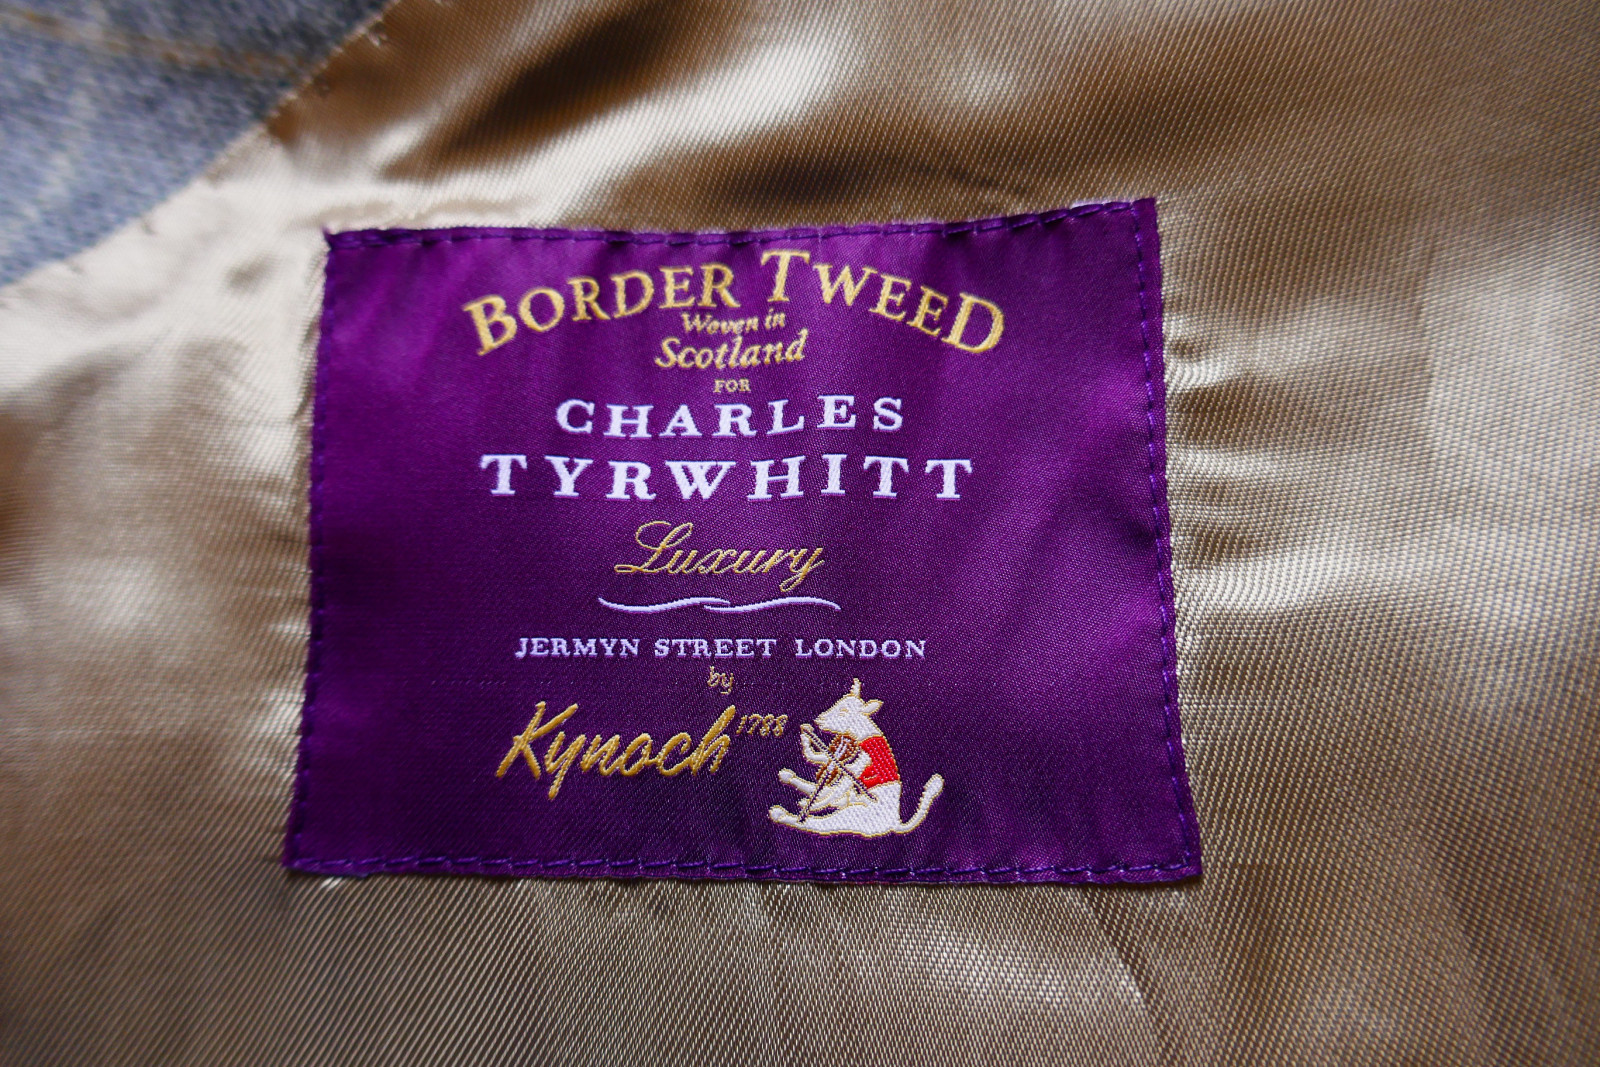 BORDER TWEED
Woven in
Scotland
FOR
CHARLES
TYRWHITT
Luxury
JERMYN STREET LONDON
by
Kynoch 1788